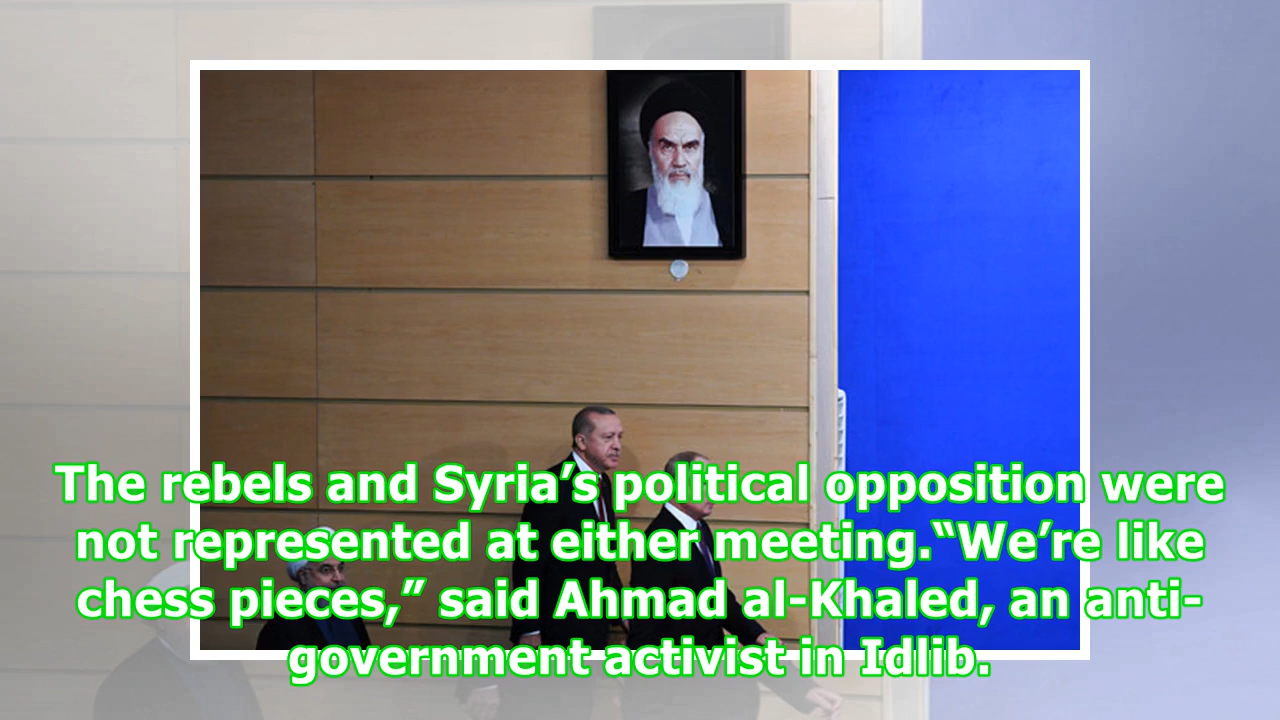 The rebels and Syria’s political opposition were
not represented at either meeting.“We’re like
chess pieces,” said Ahmad al-Khaled, an anti-
government activist in Idlib.